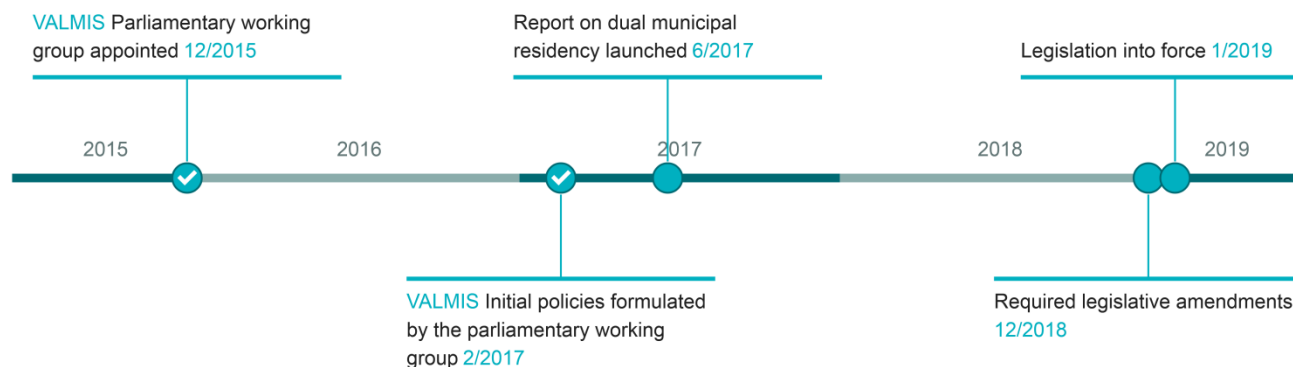 VALMIS Parliamentary working
group appointed 12/2015
Report on dual municipal
residency launched 6/2017
Legislation into force 1/2019
2015
2016
2017
2018
2019
VALMIS Initial policies formulated
by the parliamentary working
group 2/2017
Required legislative amendments
12/2018